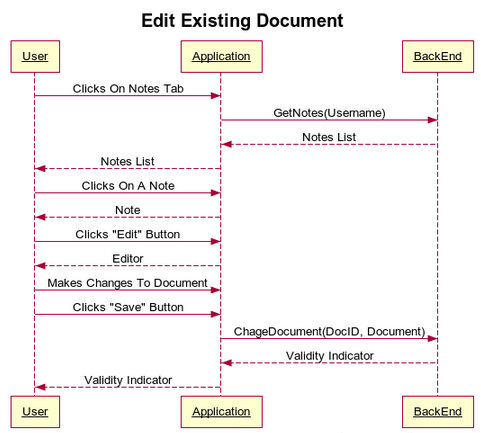 Edit Existing Document
User Application BackEnd
Clicks On Notes Tab
GetNotes(Username)
Notes List
Notes List
Clicks On A Note
Note
Clicks "Edit" Button
Editor
Makes Changes To Document
Clicks "Save" Button
ChageDocument(DocID, Document)
Validity Indicator
Validity Indicator
User Application BackEnd